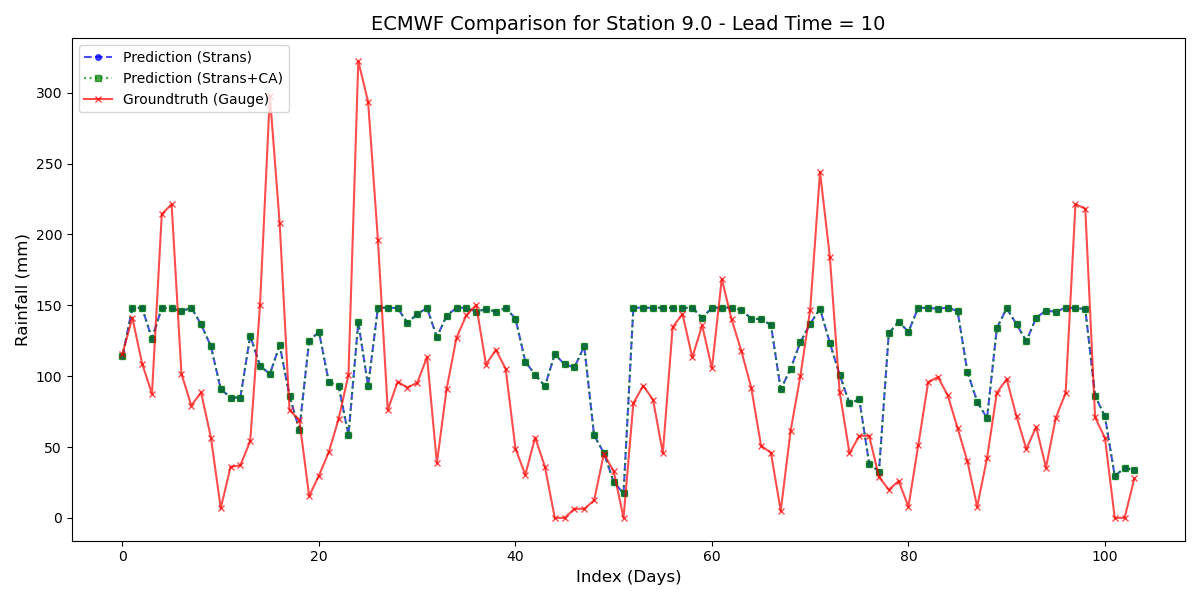 ECMWF Comparison for Station 9.0 - Lead Time = 10
Prediction (Strans)
Prediction (Strans+CA)
Groundtruth (Gauge)
Rainfall (mm)
300
250
200
150
100
50
0
0 20 40 60 80 100
Index (Days)